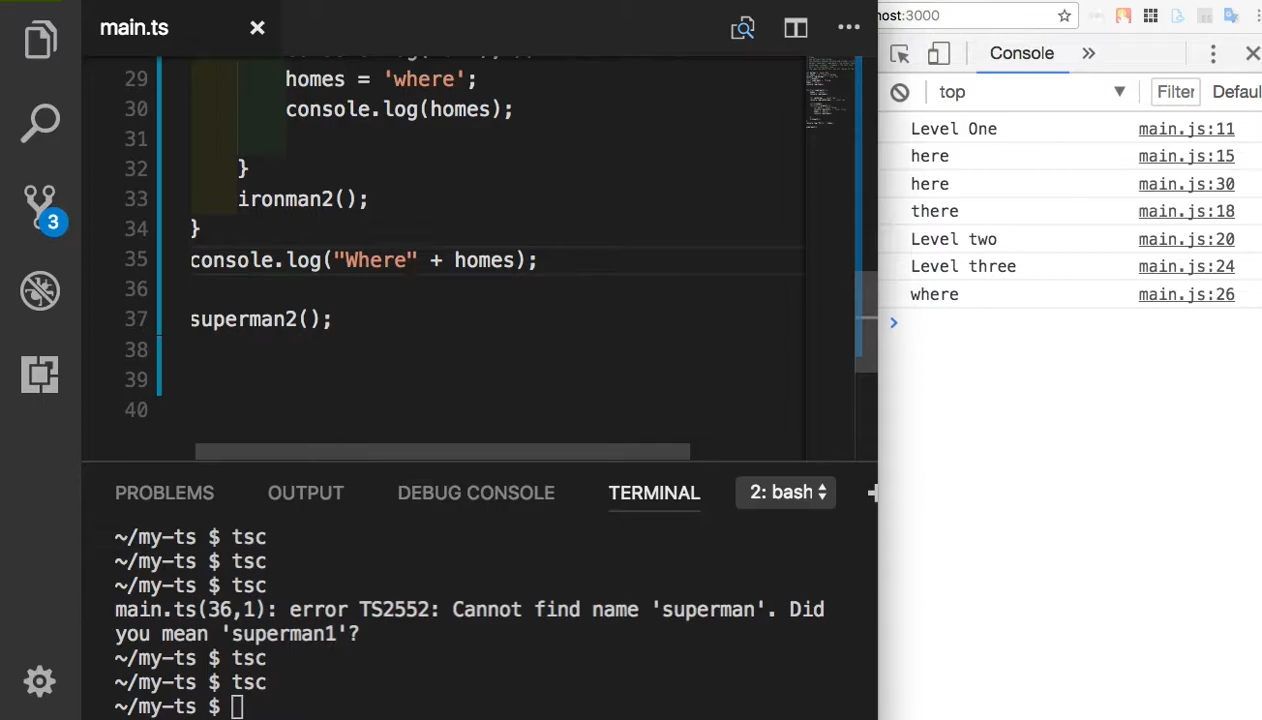 main.ts
29 homes = 'where';
30 console.log(homes);
31
32 }
33 ironman2();
34 }
35 console.log("Where" + homes);
36
37 superman2();
38
39
40
3
PROBLEMS OUTPUT DEBUG CONSOLE TERMINAL 2: bash
~/my-ts $ tsc
~/my-ts $ tsc
~/my-ts $ tsc
main.ts(36,1): error TS2552: Cannot find name 'superman'. Did
you mean 'superman1'?
~/my-ts $ tsc
~/my-ts $ tsc
~/my-ts $
host:3000
Console
top Filter Defaul
Level One main.js:11
here main.js:15
here main.js:30
there main.js:18
Level two main.js:20
Level three main.js:24
where main.js:26